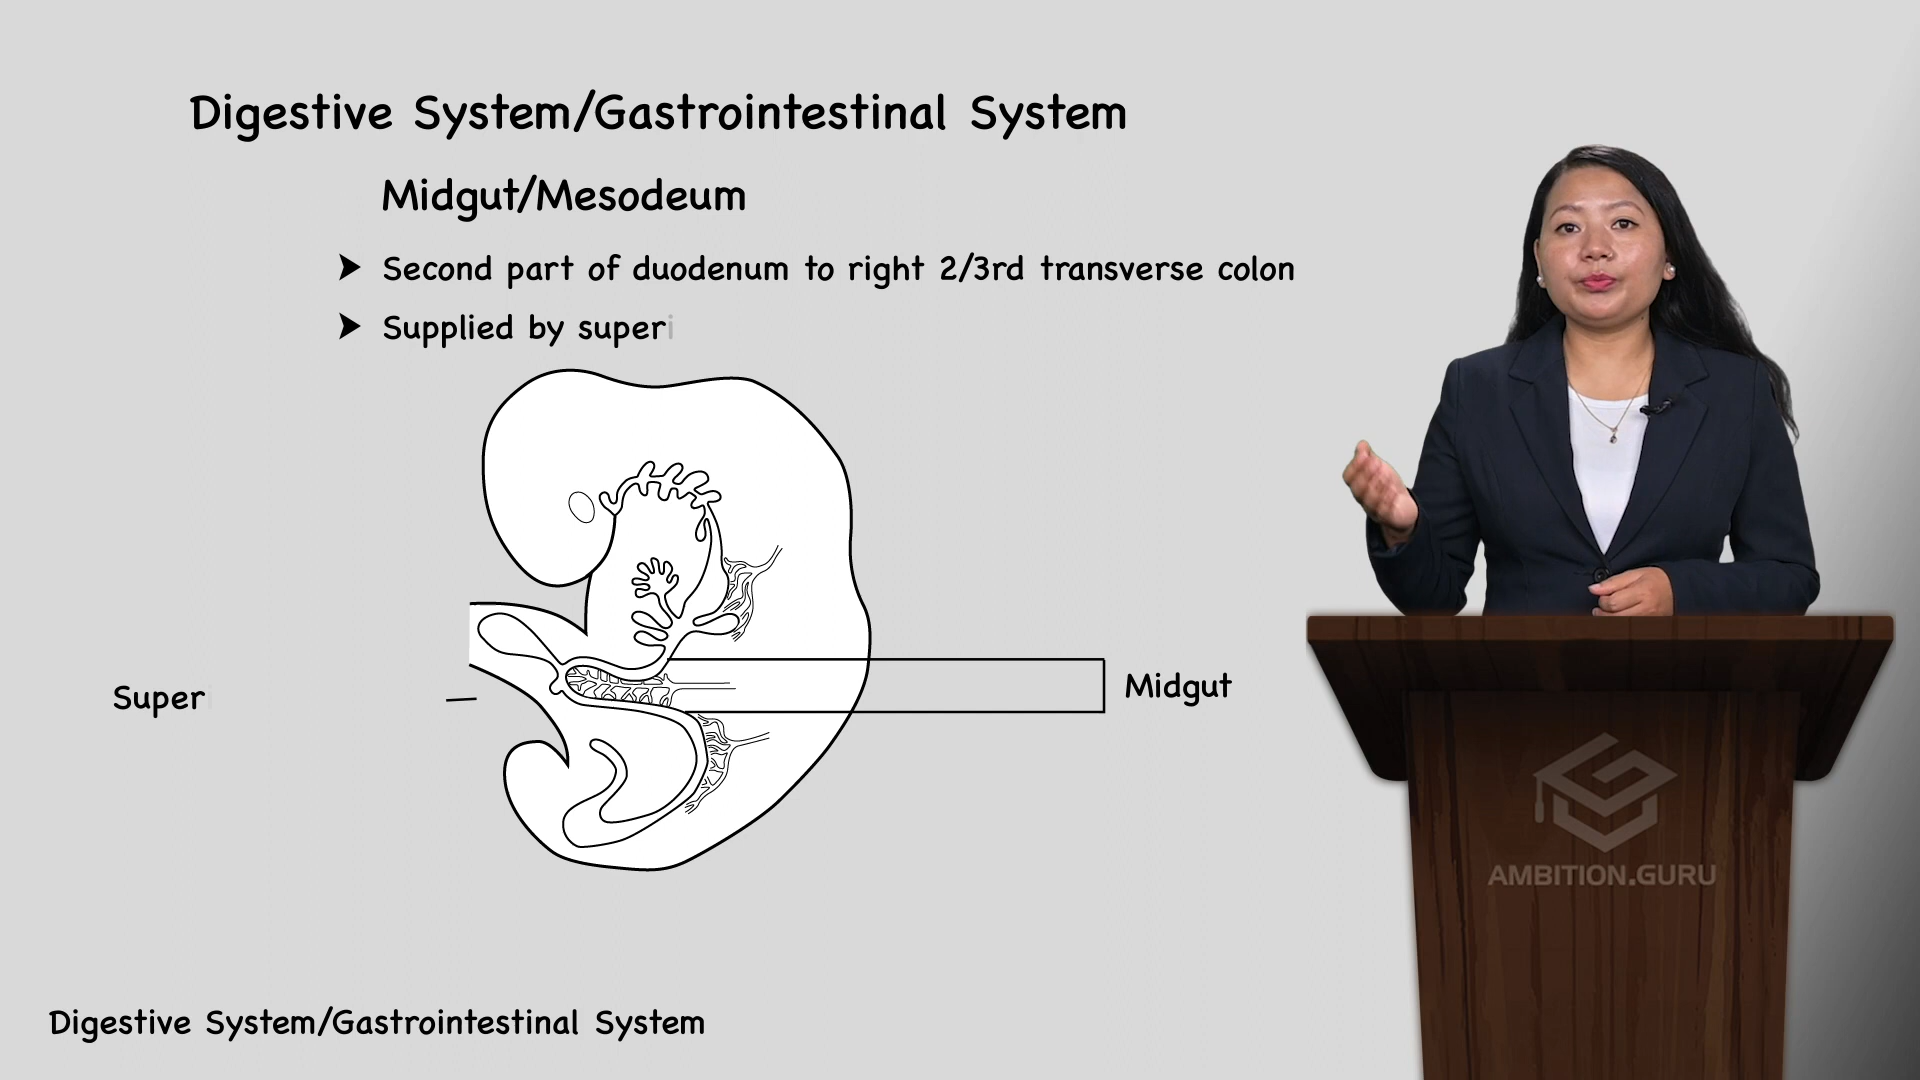 Digestive System/Gastrointestinal System
Midgut/Mesodeum
➤ Second part of duodenum to right 2/3rd transverse colon
➤ Supplied by superi
Super
Midgut
AMBITION.GURU
Digestive System/Gastrointestinal System